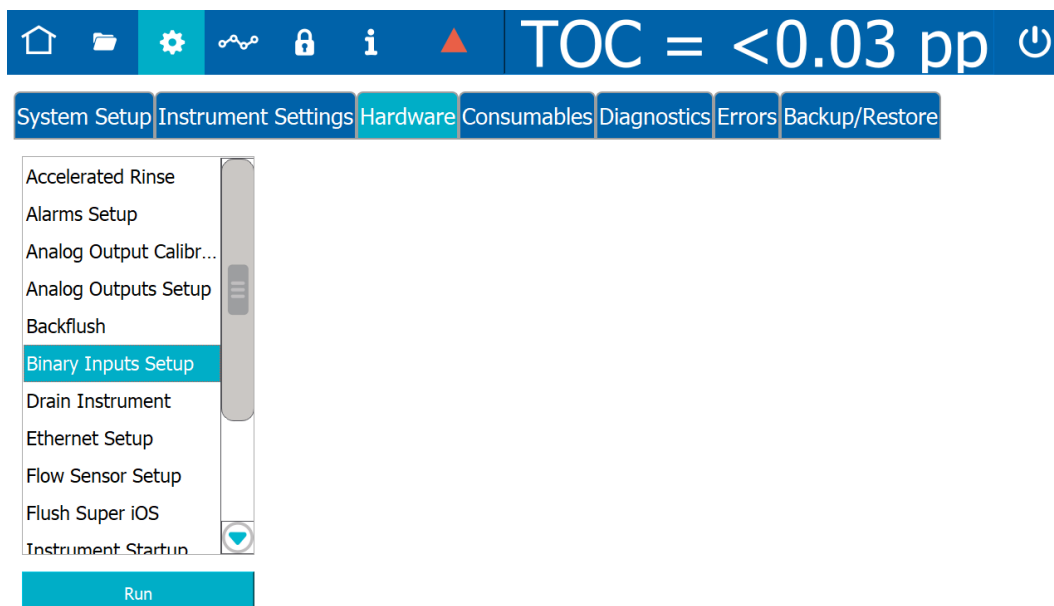 TOC = <0.03 pp
System Setup Instrument Settings Hardware Consumables Diagnostics Errors Backup/Restore
Accelerated Rinse
Alarms Setup
Analog Output Calibr...
Analog Outputs Setup
Backflush
Binary Inputs Setup
Drain Instrument
Ethernet Setup
Flow Sensor Setup
Flush Super iOS
Instrument Startup
Run